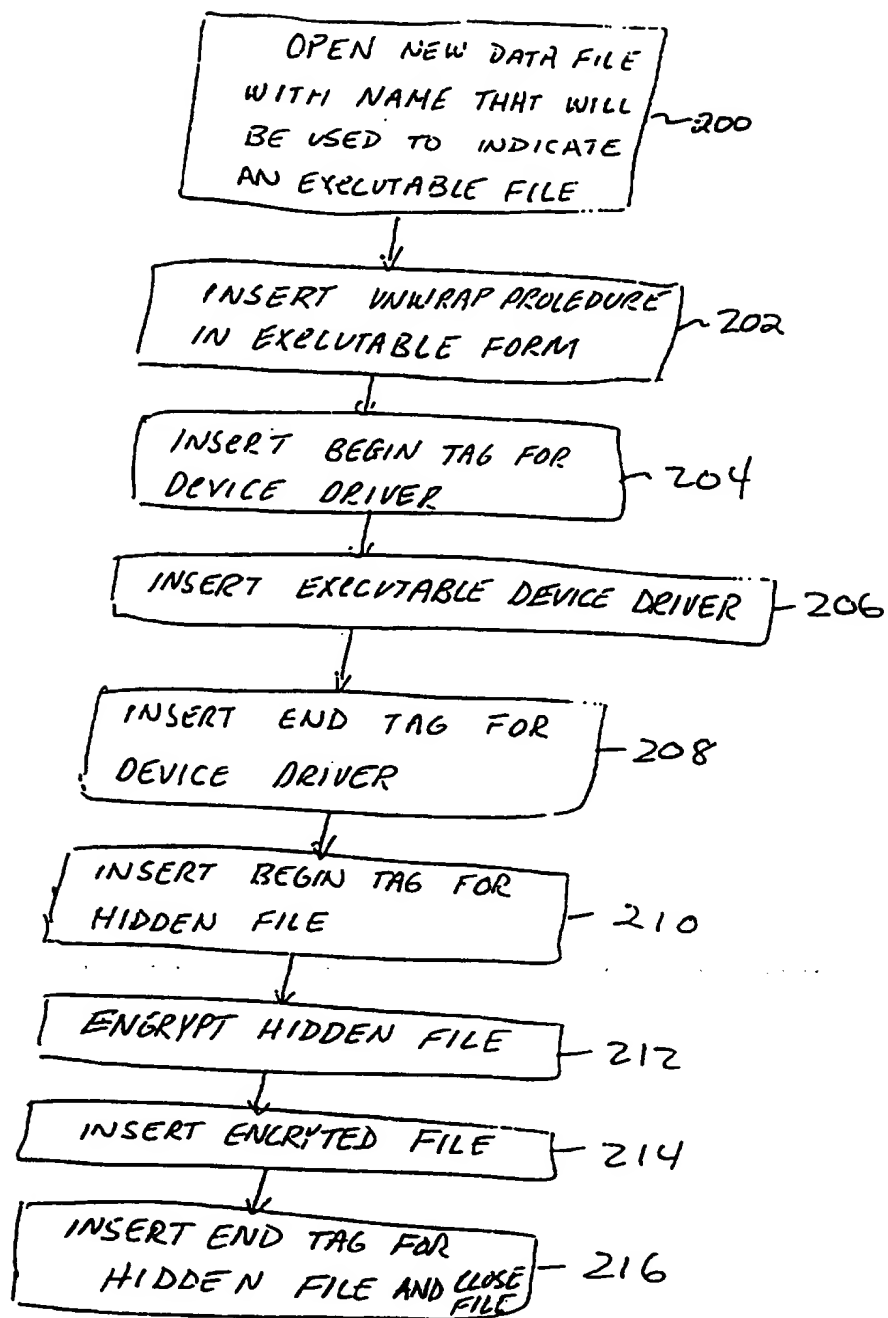 OPEN NEW DATA FILE
WITH NAME THAT WILL
BE USED TO INDICATE
AN EXECUTABLE FILE
200
INSERT UNWRAP PROCEDURE
IN EXECUTABLE FORM
202
INSERT BEGIN TAG FOR
DEVICE DRIVER
204
INSERT EXECUTABLE DEVICE DRIVER
206
INSERT END TAG FOR
DEVICE DRIVER
208
INSERT BEGIN TAG FOR
HIDDEN FILE
210
ENGRYPT HIDDEN FILE
212
INSERT ENCRYTED FILE
214
INSERT END TAG FOR
HIDDEN FILE AND CLOSE
FILE
216